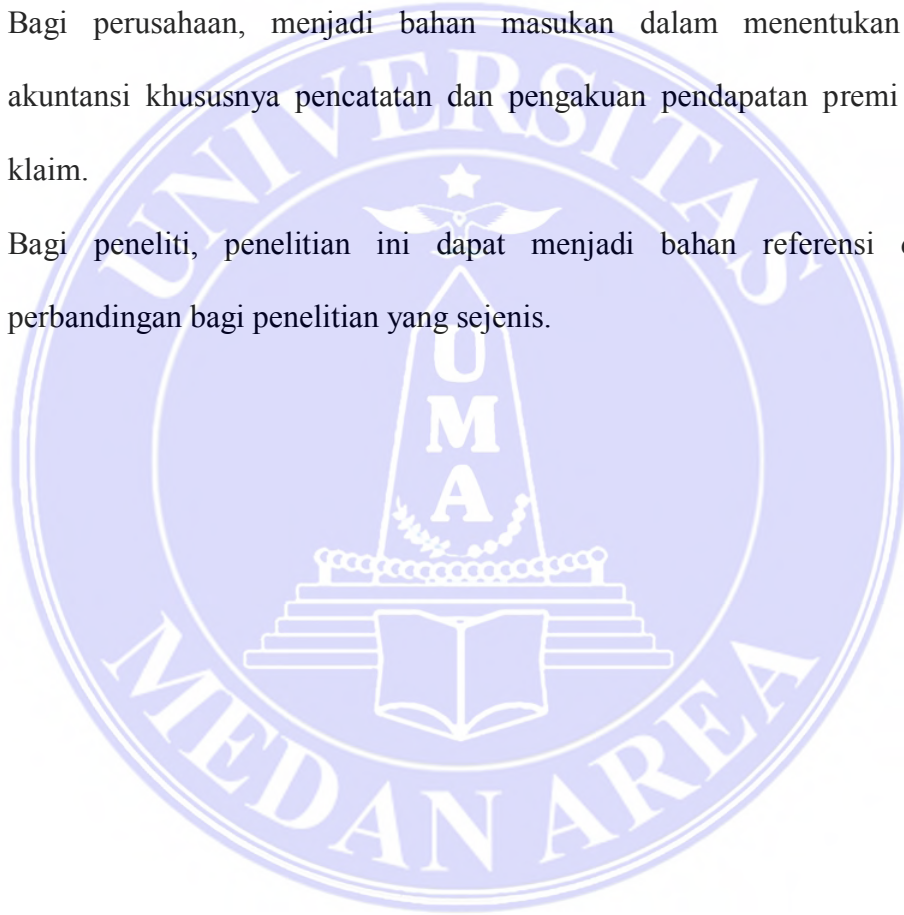 Bagi perusahaan, menjadi bahan masukan dalam menentukan
akuntansi khususnya pencatatan dan pengakuan pendapatan premi
klaim.
Bagi peneliti, penelitian ini dapat menjadi bahan referensi
perbandingan bagi penelitian yang sejenis.
UNIVERSITAS
UMA
MEDAN AREA